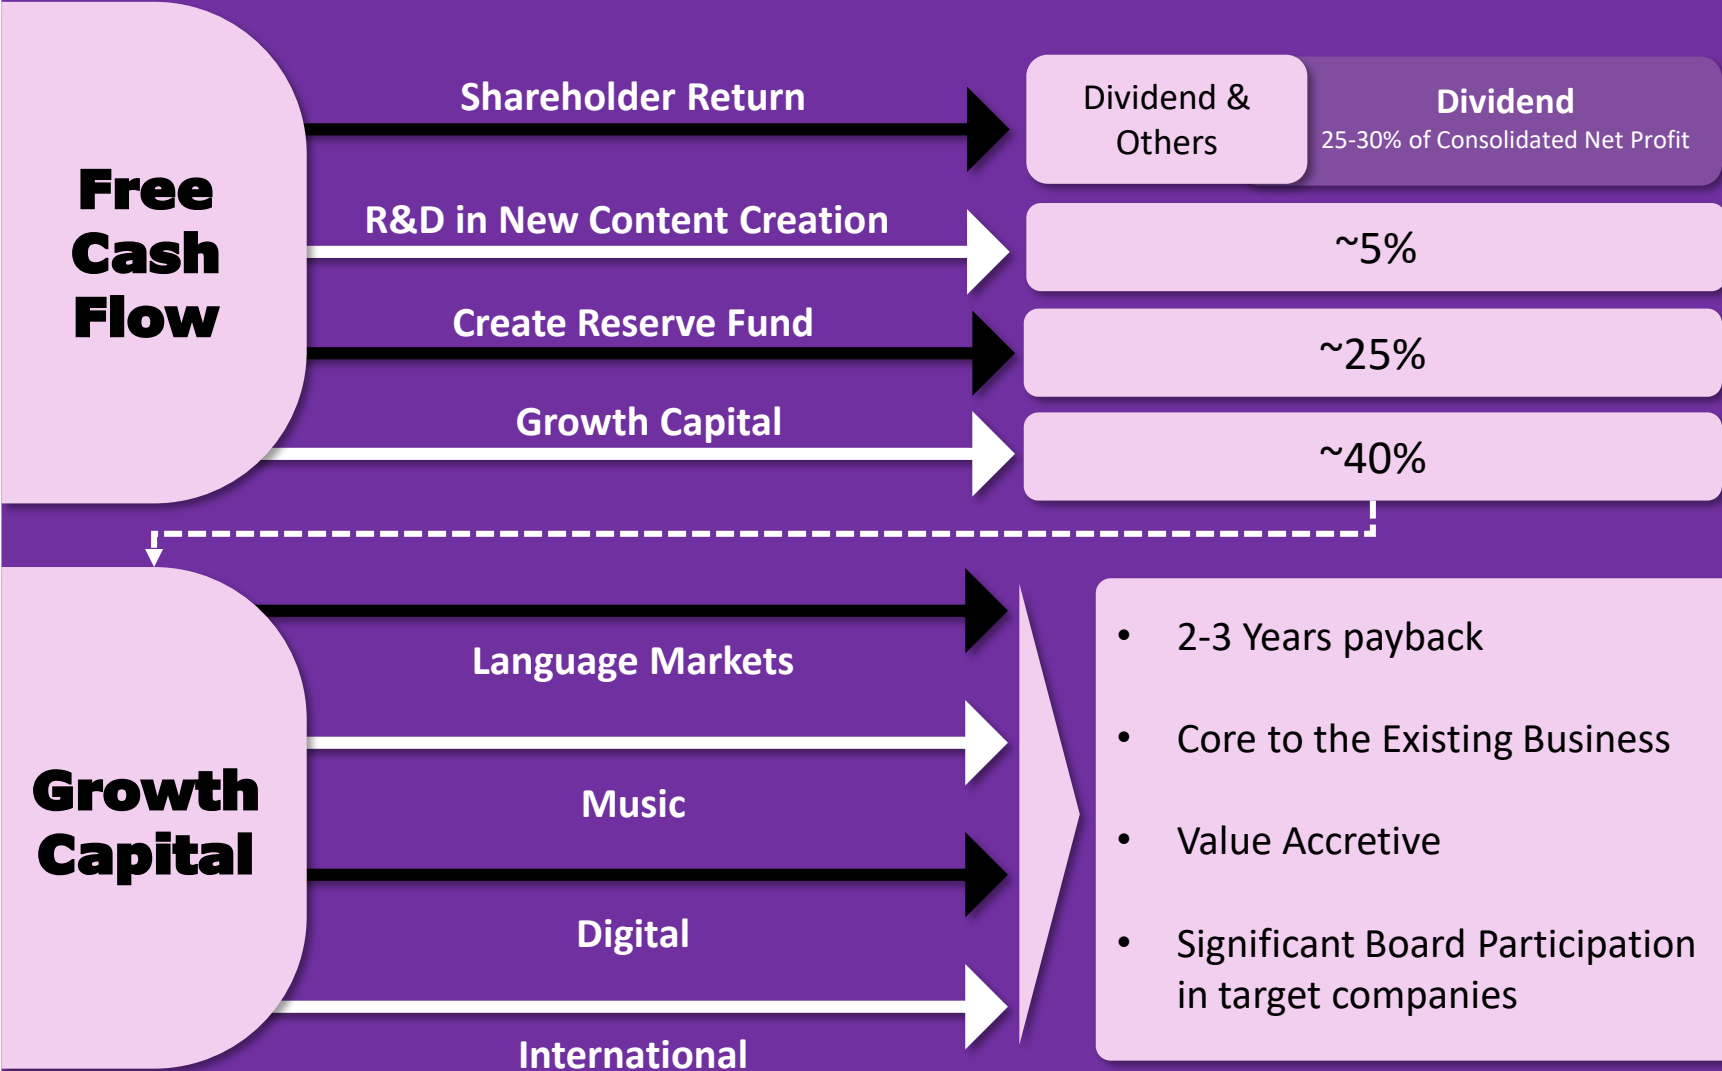 Free
Cash
Flow
Shareholder Return
Dividend &
Others
Dividend
25-30% of Consolidated Net Profit
R&D in New Content Creation
~5%
Create Reserve Fund
~25%
Growth Capital
~40%
Growth
Capital
Language Markets
Music
Digital
International
• 2-3 Years payback
• Core to the Existing Business
• Value Accretive
• Significant Board Participation
in target companies